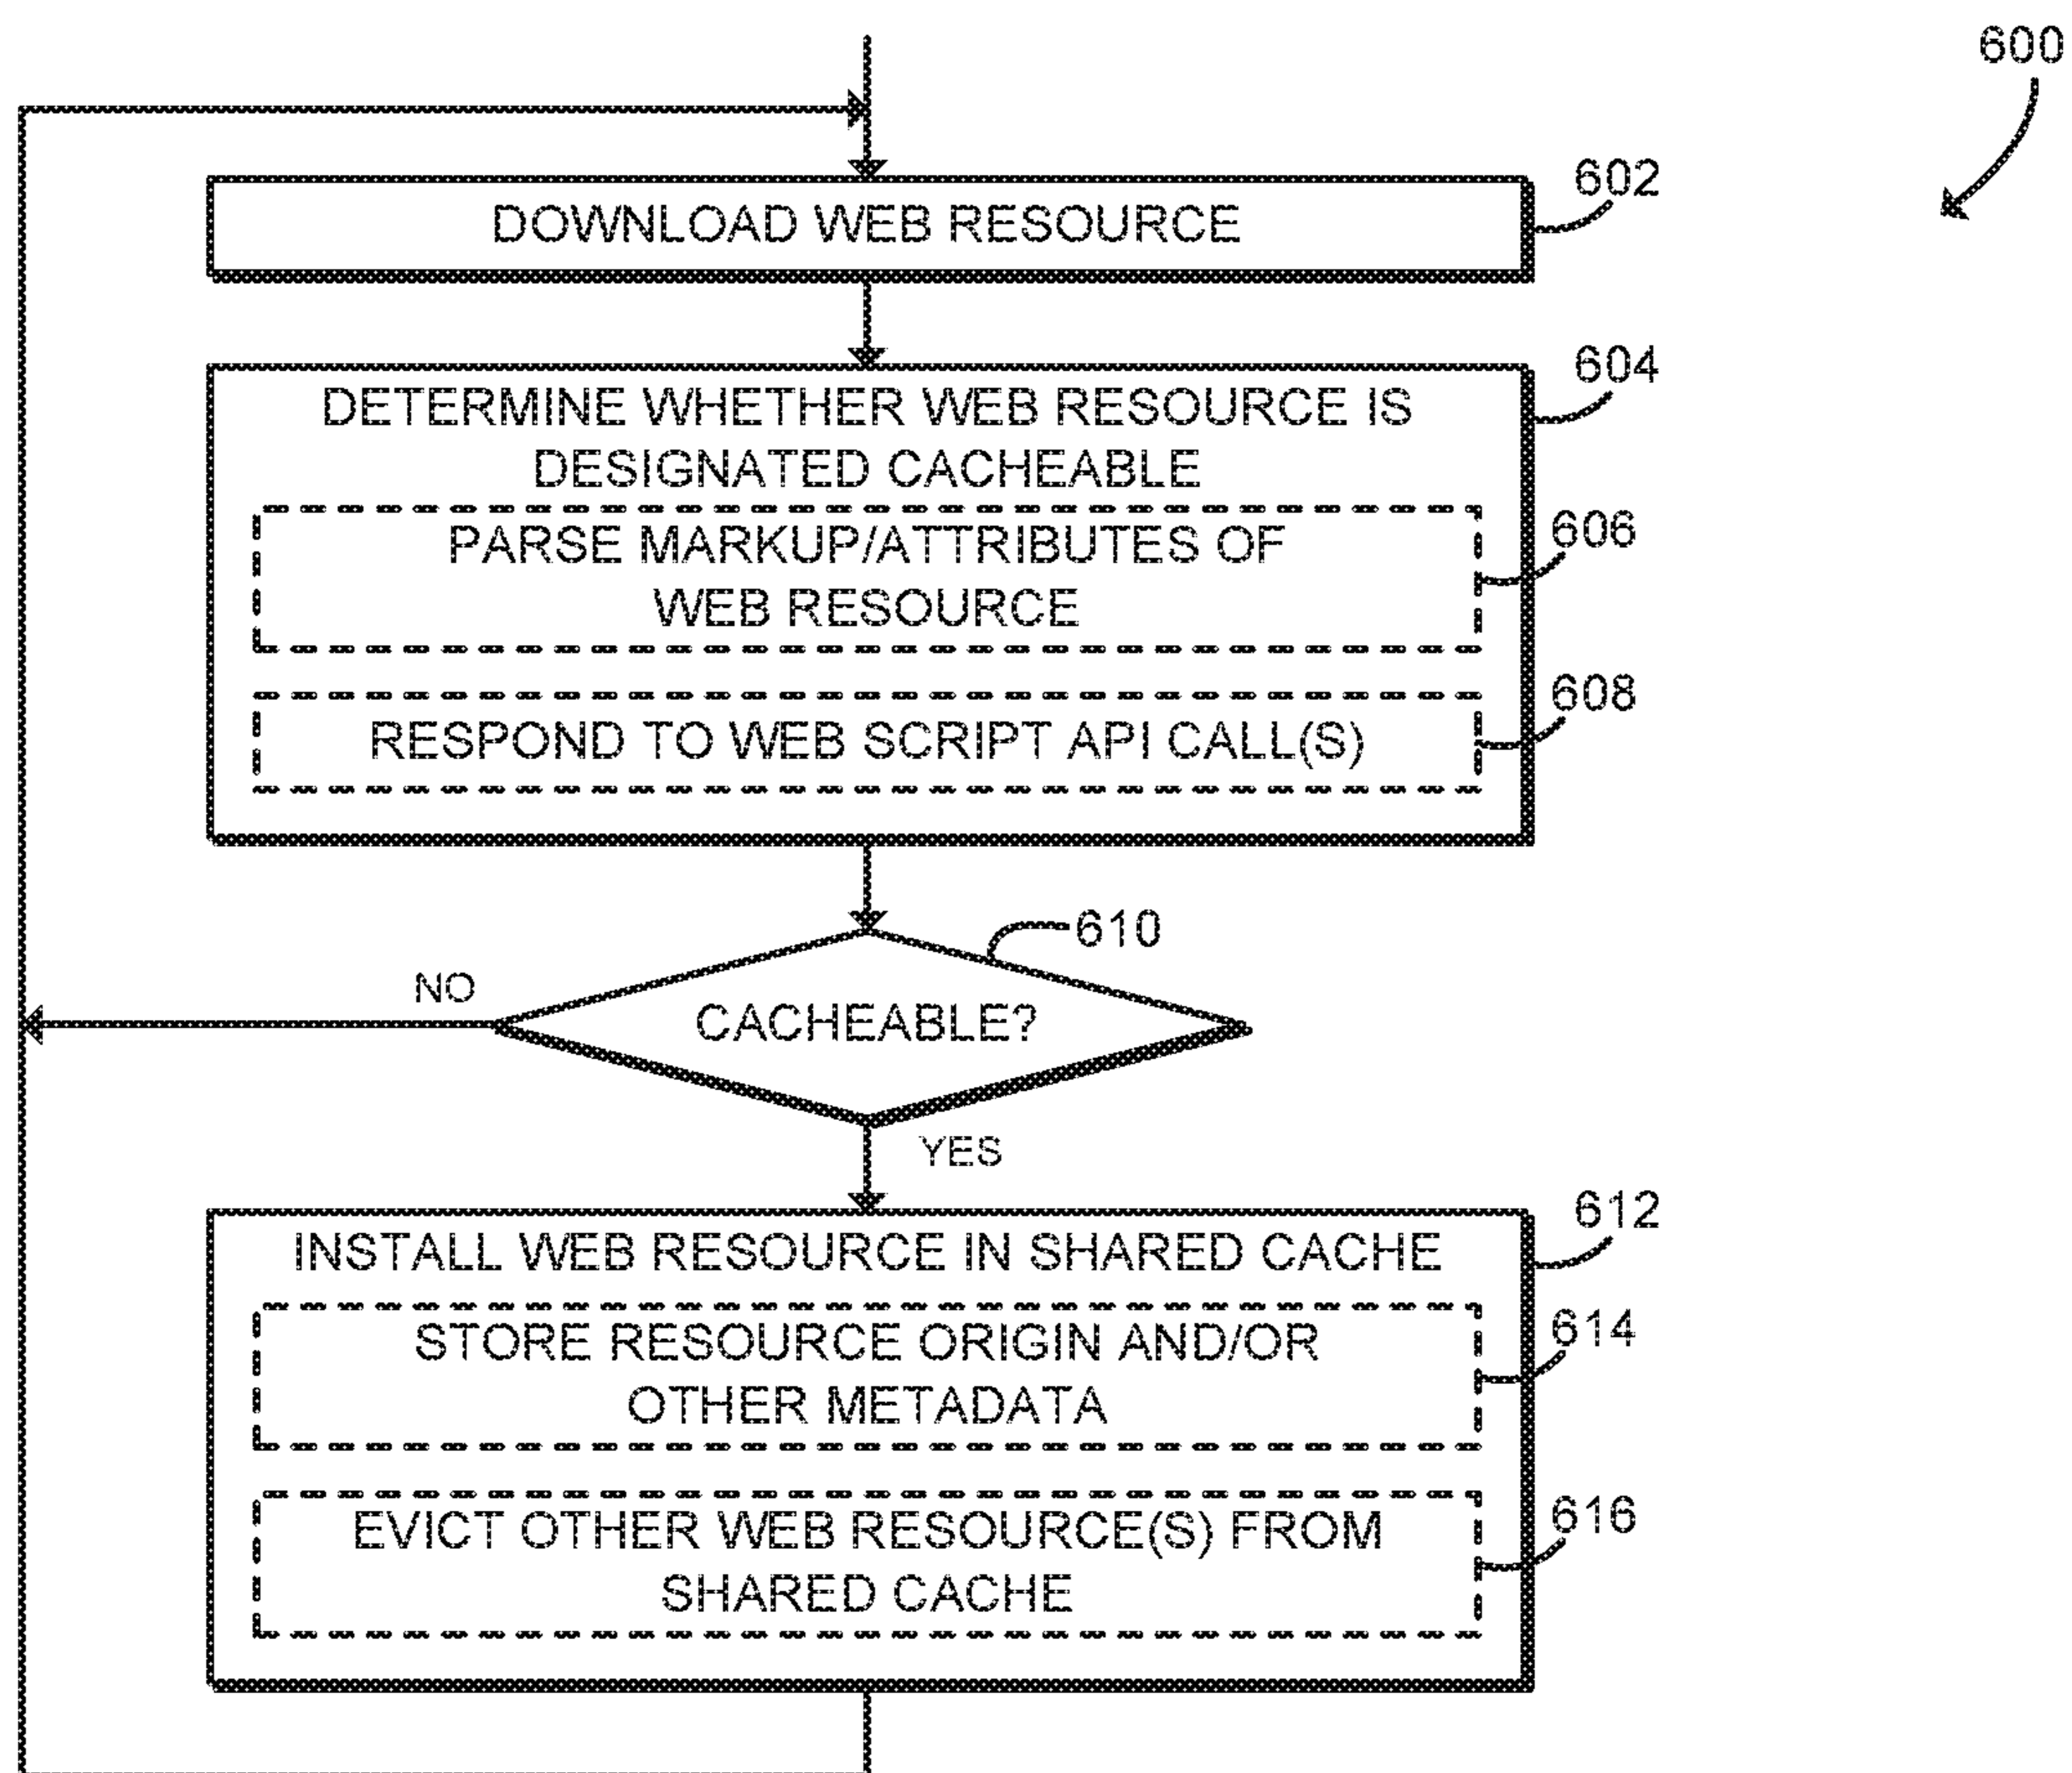 600
602
DOWNLOAD WEB RESOURCE
604
DETERMINE WHETHER WEB RESOURCE IS
DESIGNATED CACHEABLE
606
PARSE MARKUP/ATTRIBUTES OF
WEB RESOURCE
608
RESPOND TO WEB SCRIPT API CALL(S)
610
NO
CACHEABLE?
YES
612
INSTALL WEB RESOURCE IN SHARED CACHE
614
STORE RESOURCE ORIGIN AND/OR
OTHER METADATA
616
EVICT OTHER WEB RESOURCE(S) FROM
SHARED CACHE